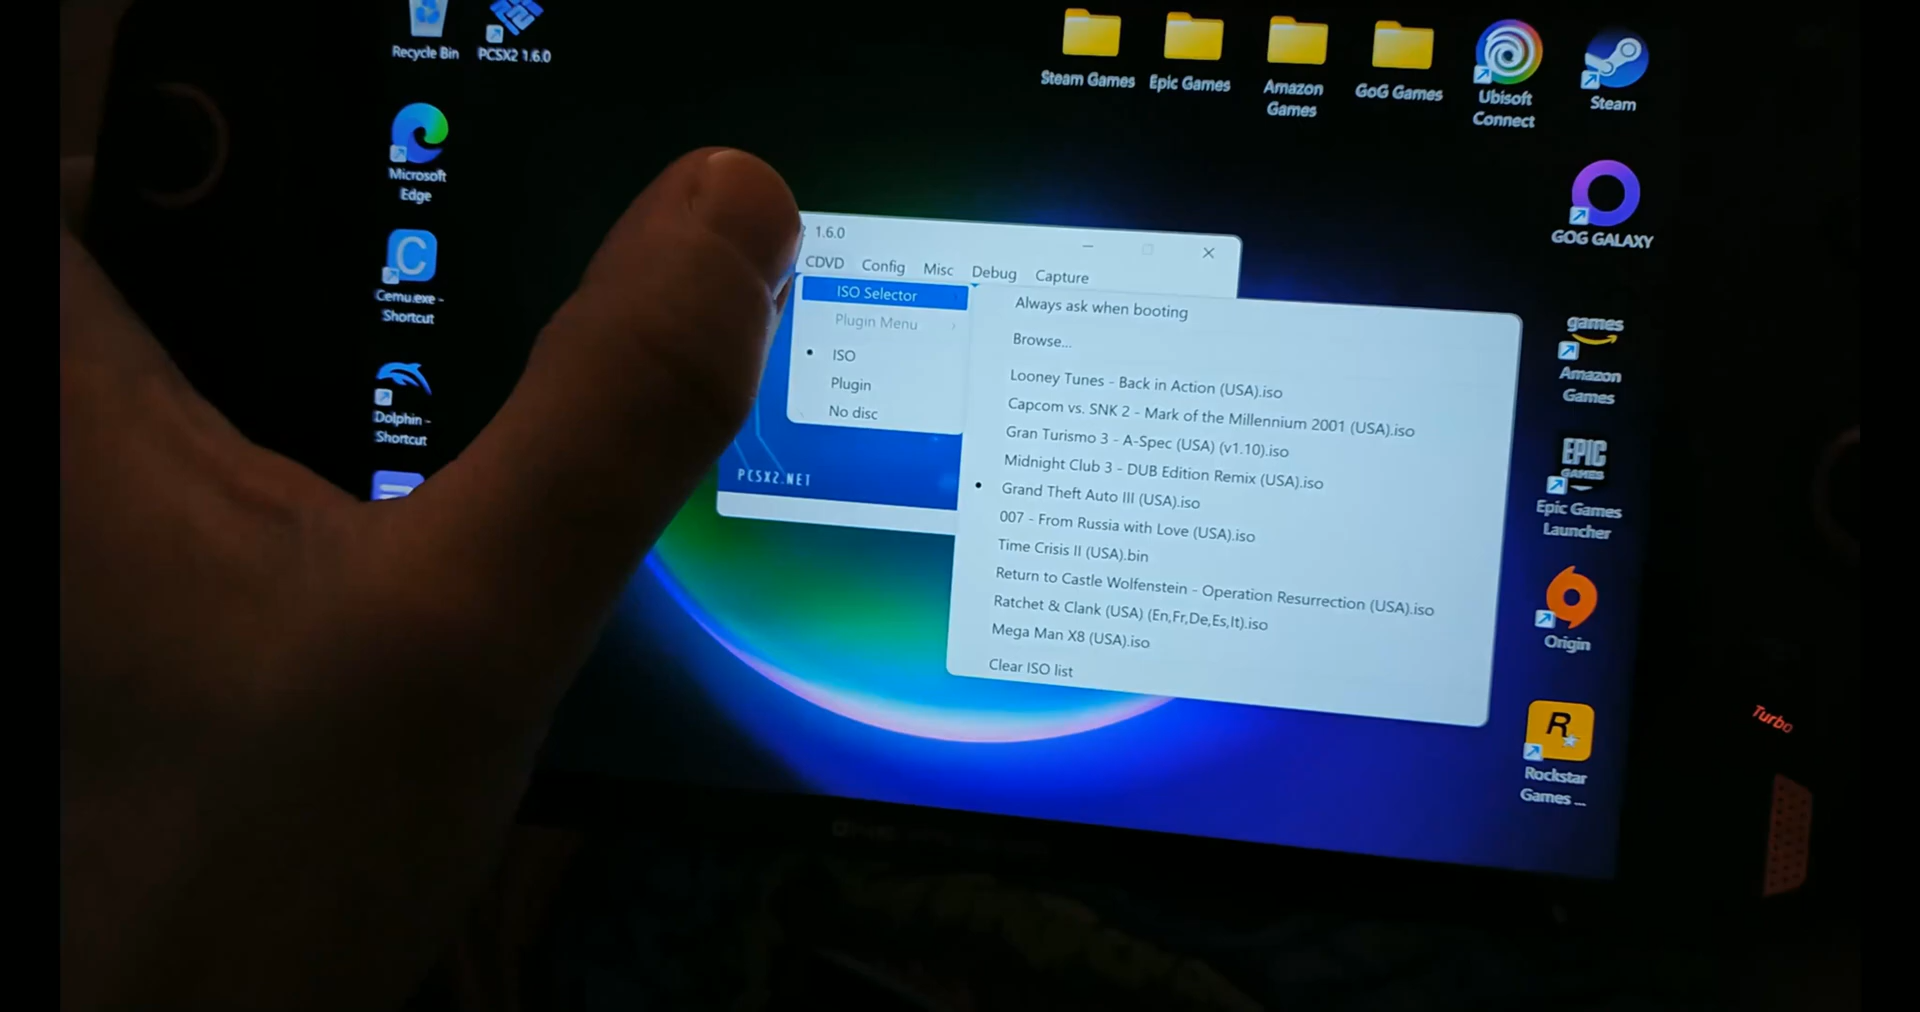 Recycle Bin
PCSX2 1.6.0
Steam Games
Epic Games
Amazon
Games
GoG Games
Ubisoft
Connect
Steam
Microsoft
Edge
GOG GALAXY
1.6.0
CDVD Config Misc Debug Capture
ISO Selector
Plugin Menu
ISO
Plugin
No disc
PCSX2.NET
Always ask when booting
Browse...
Looney Tunes - Back in Action (USA).iso
Capcom vs. SNK 2 - Mark of the Millennium 2001 (USA).iso
Gran Turismo 3 - A-Spec (USA) (v1.10).iso
Midnight Club 3 - DUB Edition Remix (USA).iso
Grand Theft Auto III (USA).iso
007 - From Russia with Love (USA).iso
Time Crisis II (USA).bin
Return to Castle Wolfenstein - Operation Resurrection (USA).iso
Ratchet & Clank (USA) (En,Fr,De,Es,It).iso
Mega Man X8 (USA).iso
Clear ISO list
C
Cemu.exe -
Shortcut
Dolphin -
Shortcut
games
Amazon
Games
EPIC
GAMES
Epic Games
Launcher
Origin
R
Rockstar
Games ...
Turbo